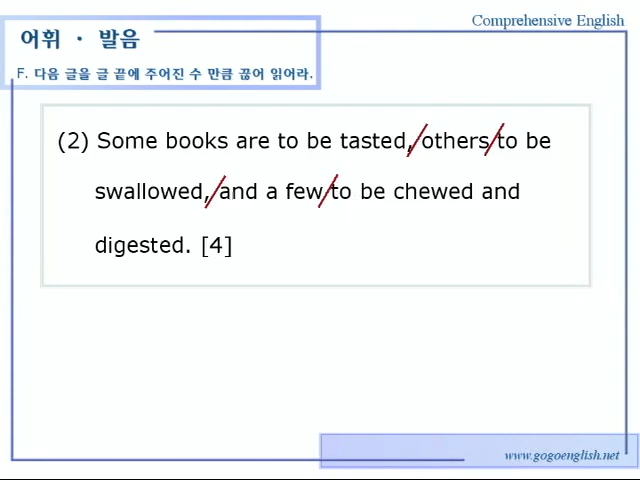 Comprehensive English
어휘 · 발음
F. 다음 글을 글 끝에 주어진 수 만큼 끊어 읽어라.
(2) Some books are to be tasted,/others/to be
swallowed,/and a few/to be chewed and
digested. [4]
www.gogoenglish.net